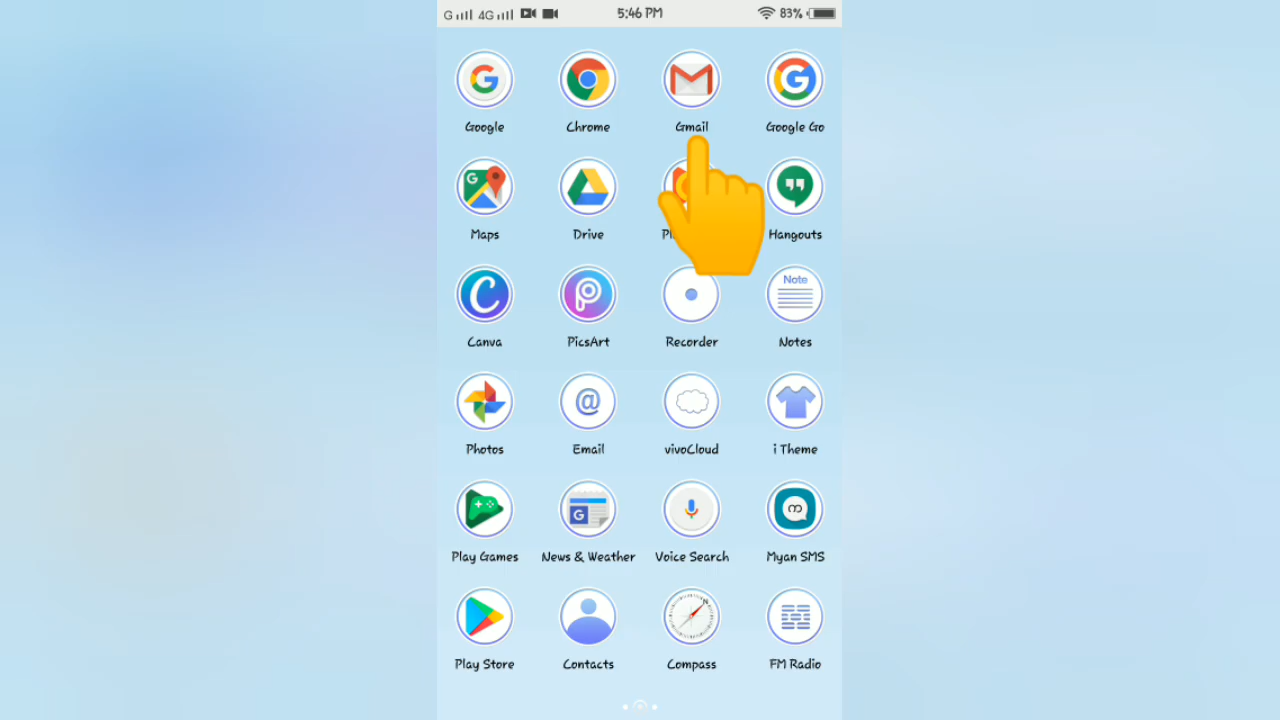 G 4G 5:46 PM 83%
Google Chrome Gmail Google Go
Maps Drive Hangouts
Note
Canva PicsArt Recorder Notes
Photos Email vivoCloud i Theme
Play Games News & Weather Voice Search Myan SMS
Play Store Contacts Compass FM Radio